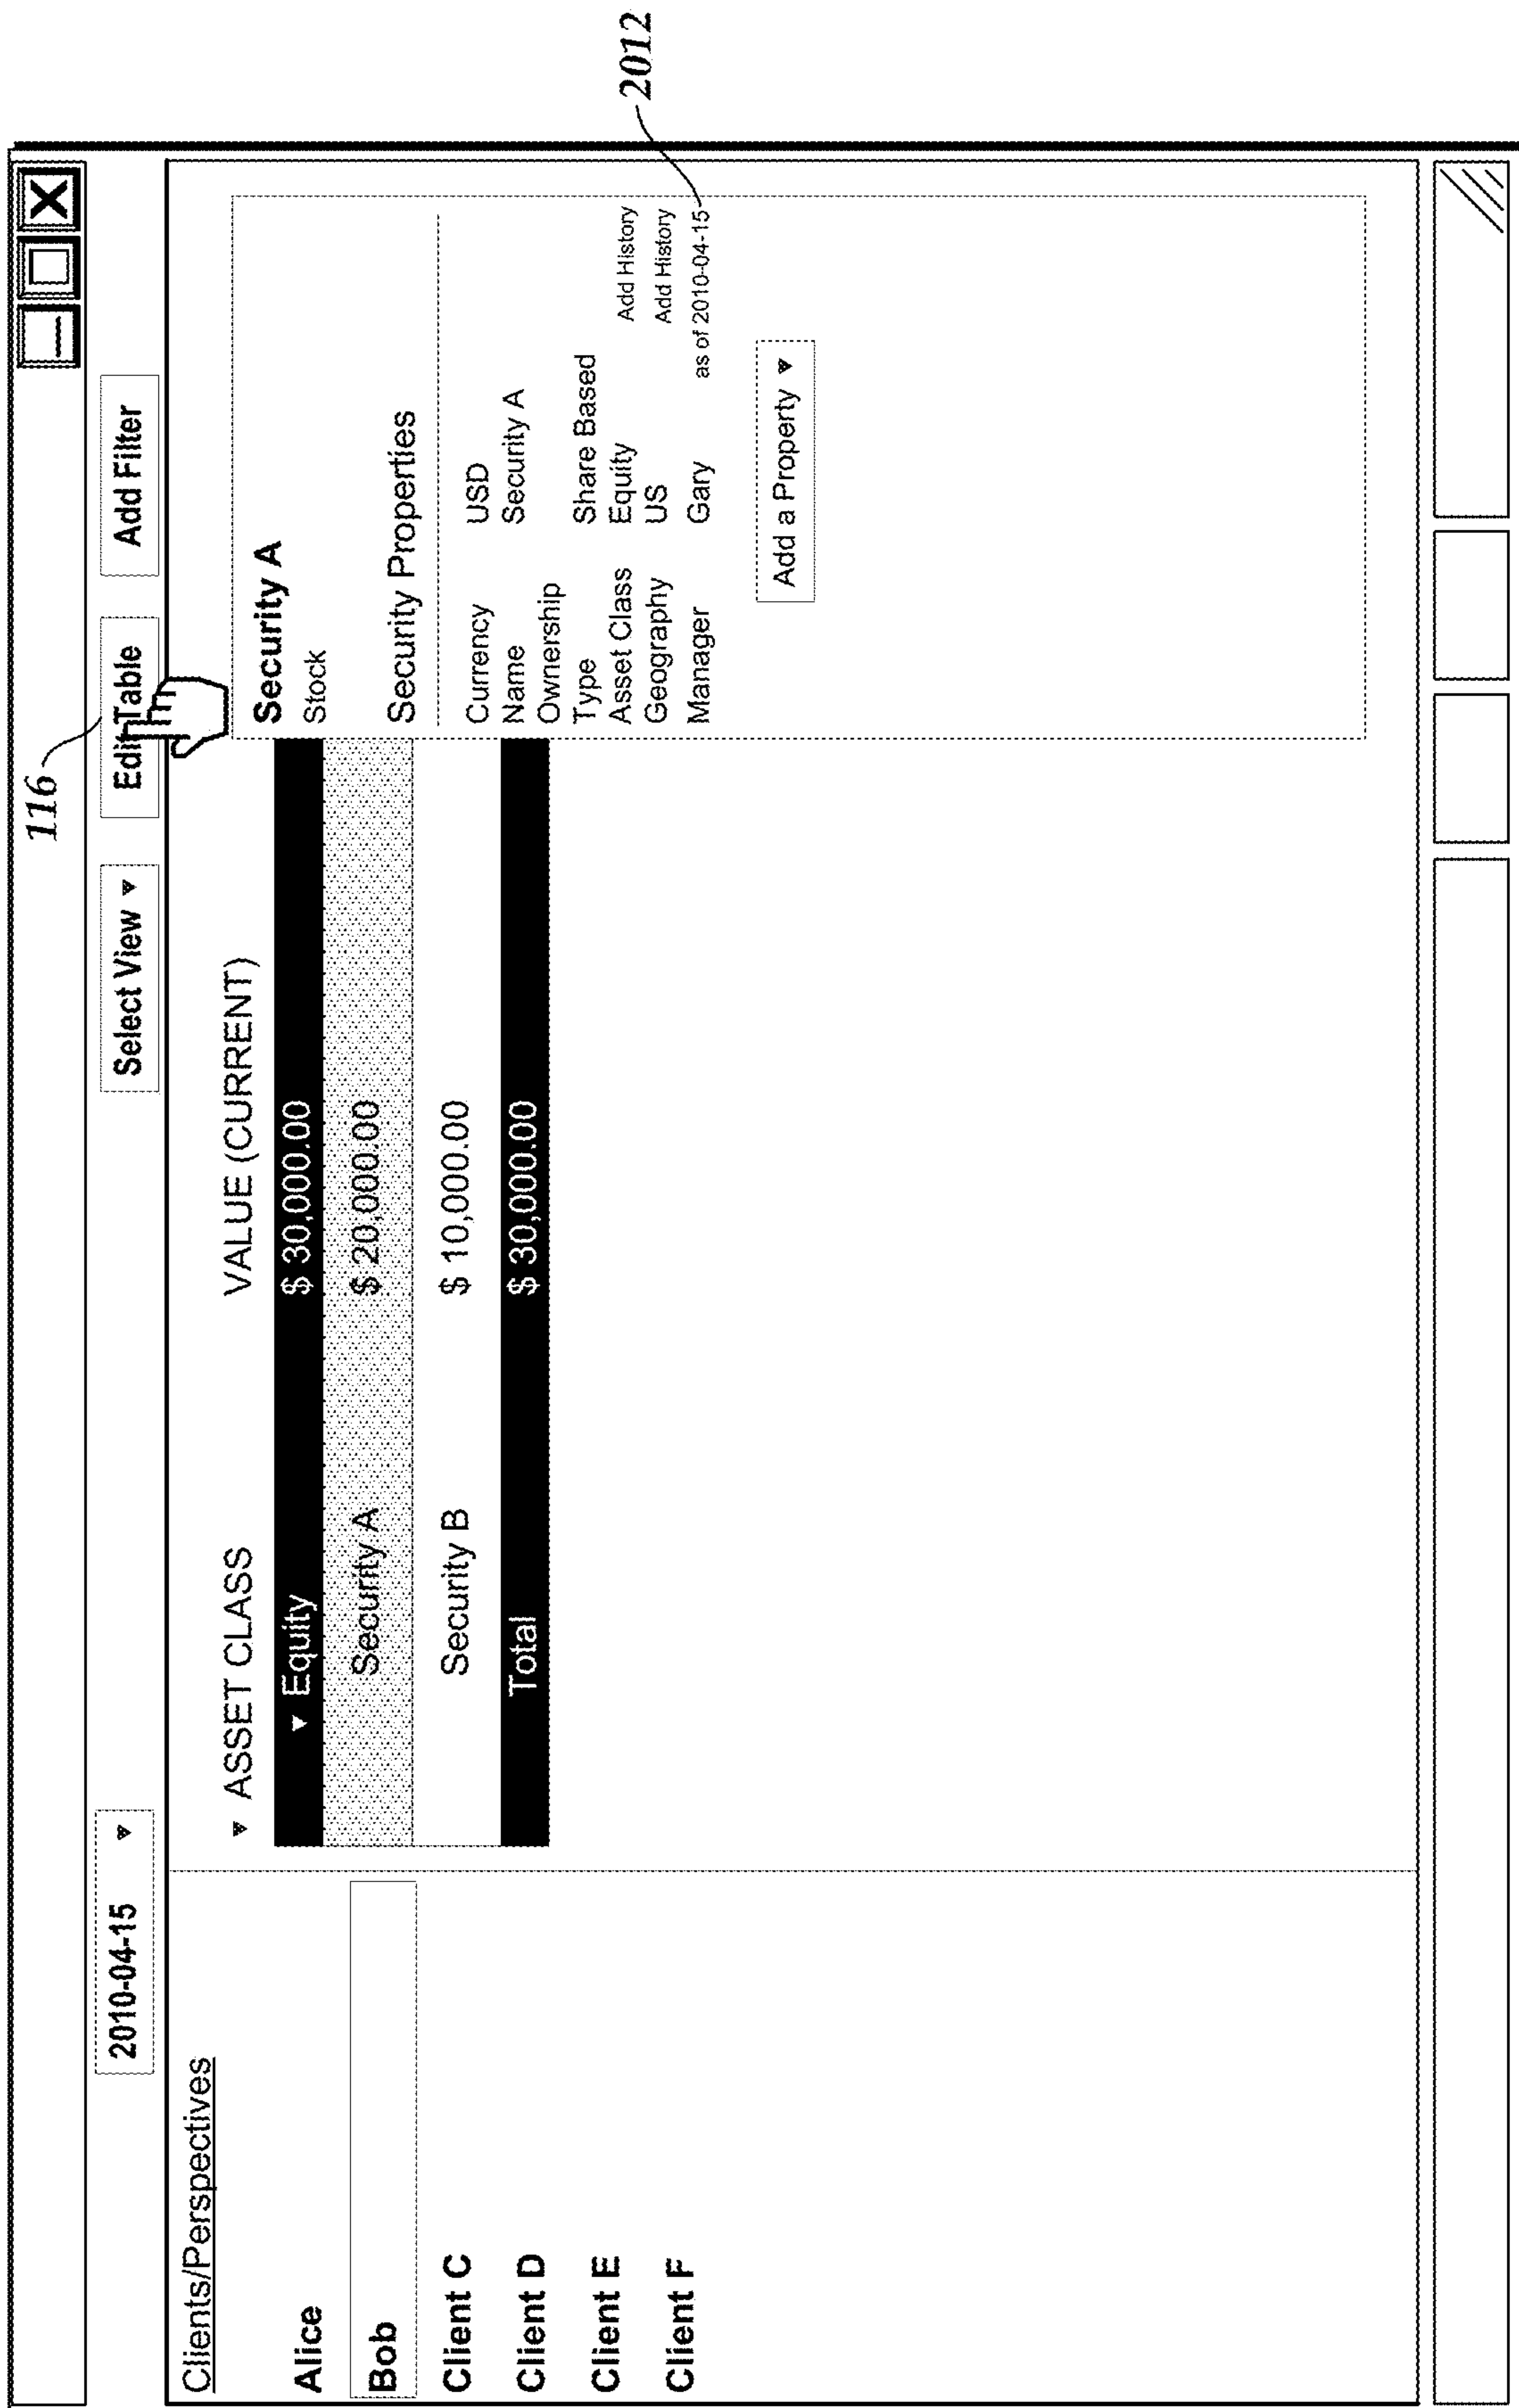 116
2010-04-15
Select View
Edit Table
Add Filter
Clients/Perspectives
Alice
Bob
Client C
Client D
Client E
Client F
ASSET CLASS VALUE (CURRENT)
Equity $ 30,000.00
Security A $ 20,000.00
Security B $ 10,000.00
Total $ 30,000.00
Security A
Stock
Security Properties
Currency USD
Name Security A
Ownership
Type Share Based
Asset Class Equity Add History
Geography US Add History
Manager Gary as of 2010-04-15
Add a Property
2012